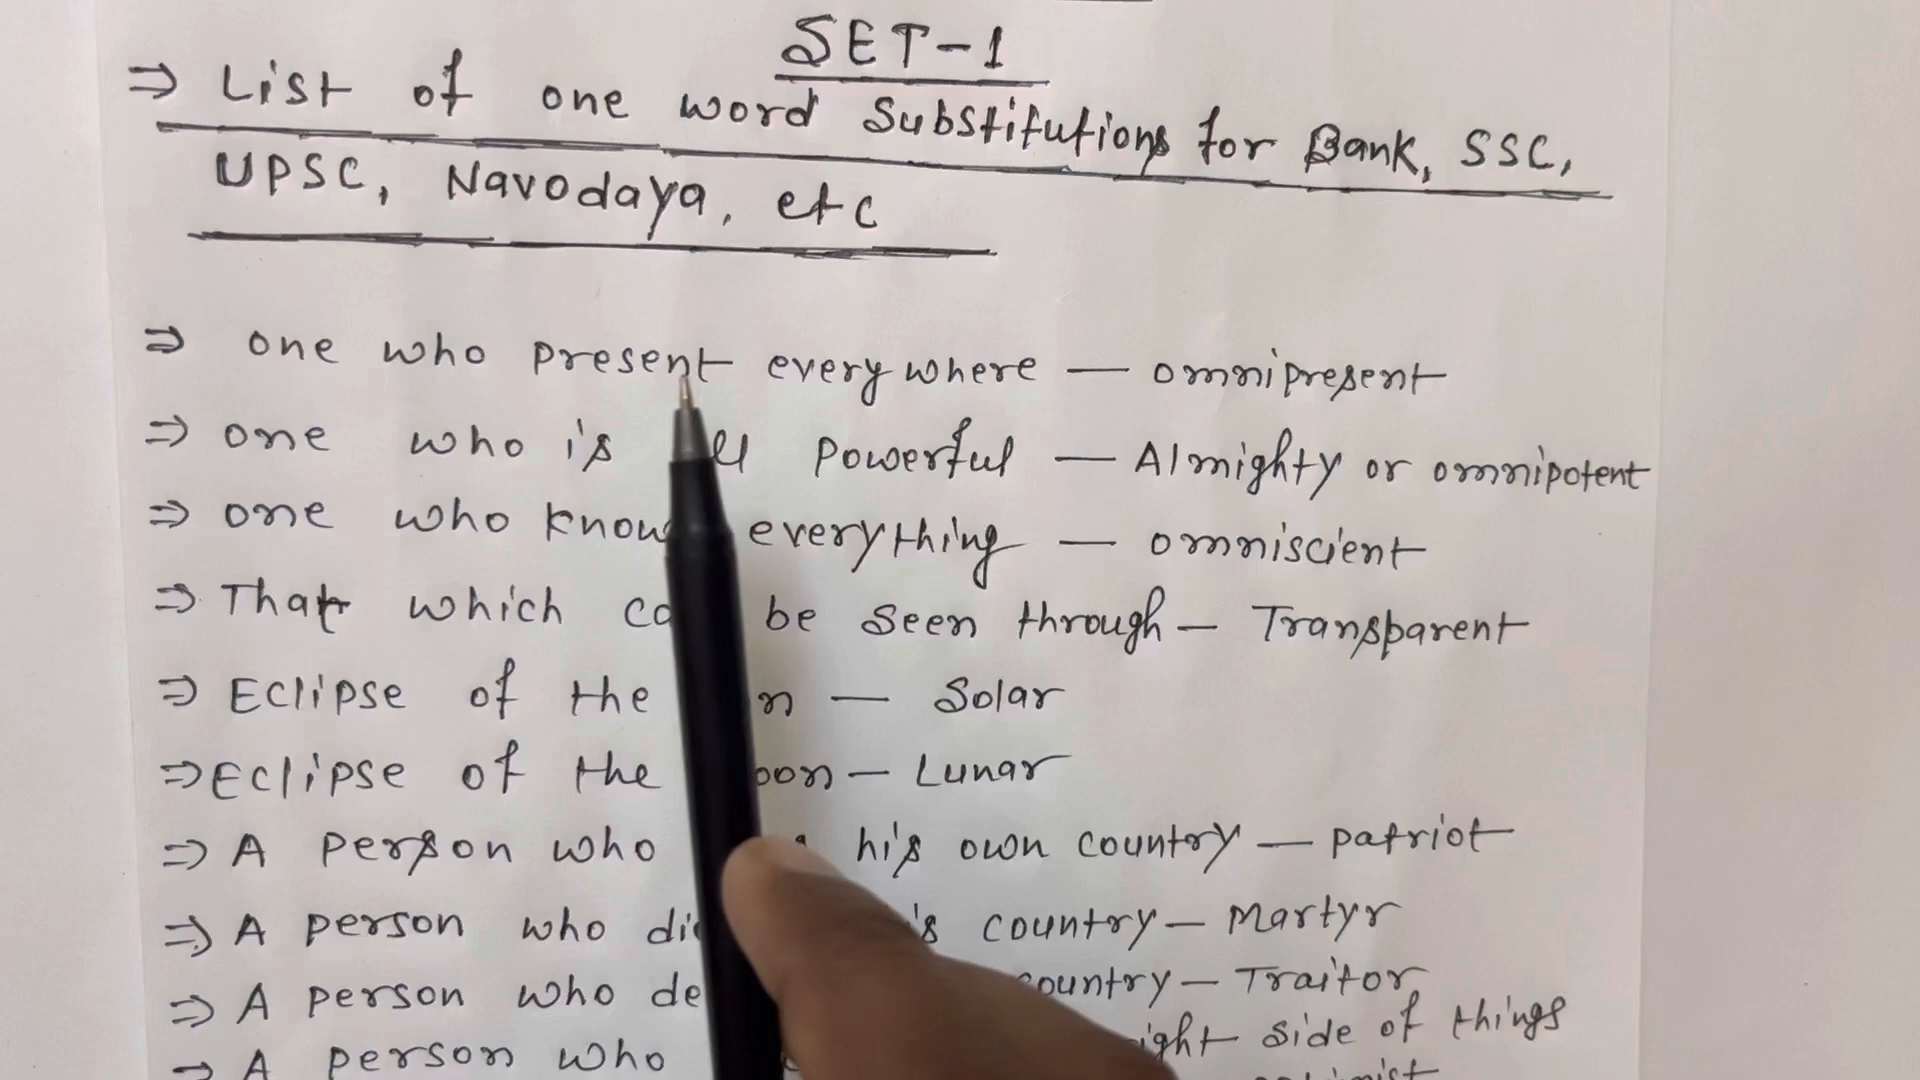 SET-1
⇒ List of one word Substitutions for Bank, SSC,
UPSC, Navodaya, etc
⇒ one who present everywhere — omnipresent
⇒ one who is powerful — Almighty or omnipotent
⇒ one who everything — omniscient
⇒ That which be seen through — Transparent
⇒ Eclipse of the — Solar
⇒ Eclipse of the — Lunar
⇒ A person who his own country — patriot
⇒ A person who country — Martyr
⇒ A person who country — Traitor
⇒ A person who side of things